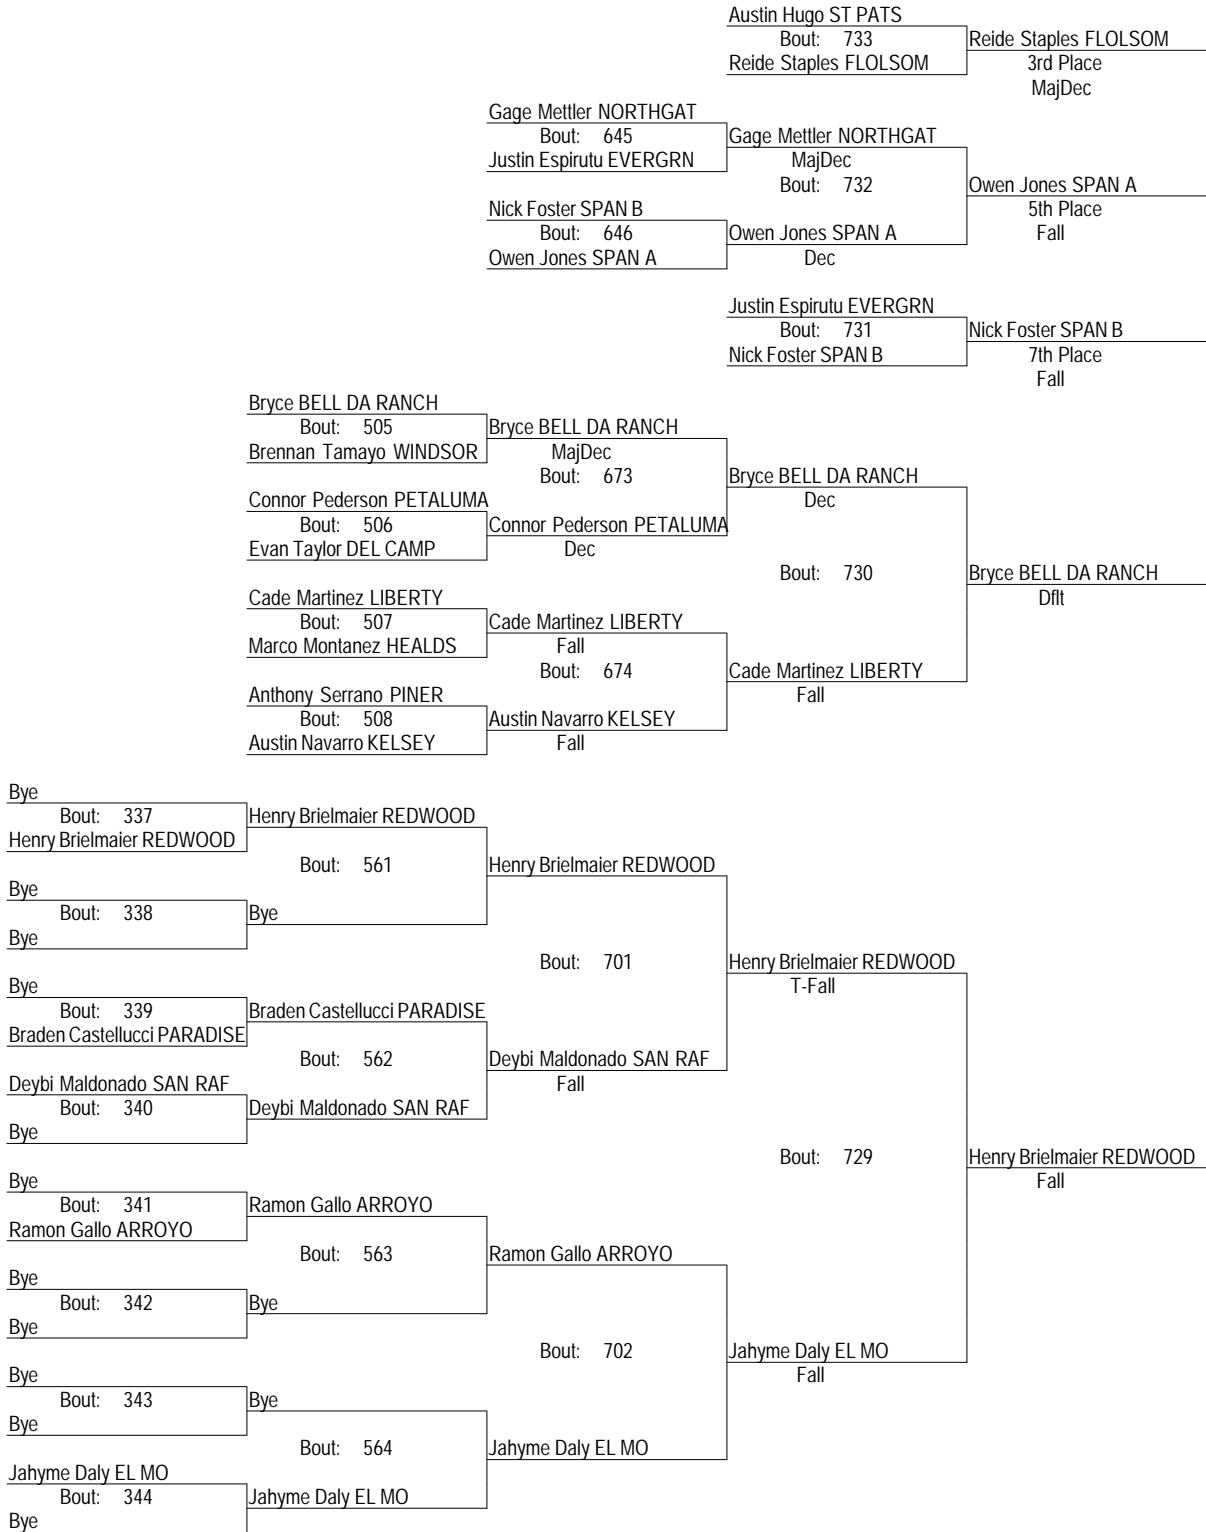 Austin Hugo ST PATS
Bout: 733
Reide Staples FLOLSOM
Reide Staples FLOLSOM
3rd Place
MajDec
Gage Mettler NORTHGAT
Bout: 645
Justin Espirutu EVERGRN
Gage Mettler NORTHGAT
MajDec
Bout: 732
Owen Jones SPAN A
5th Place
Fall
Nick Foster SPAN B
Bout: 646
Owen Jones SPAN A
Owen Jones SPAN A
Dec
Justin Espirutu EVERGRN
Bout: 731
Nick Foster SPAN B
Nick Foster SPAN B
7th Place
Fall
Bryce BELL DA RANCH
Bout: 505
Brennan Tamayo WINDSOR
Bryce BELL DA RANCH
MajDec
Bout: 673
Bryce BELL DA RANCH
Dec
Connor Pederson PETALUMA
Bout: 506
Evan Taylor DEL CAMP
Connor Pederson PETALUMA
Dec
Bout: 730
Bryce BELL DA RANCH
Dflt
Cade Martinez LIBERTY
Bout: 507
Marco Montanez HEALDS
Cade Martinez LIBERTY
Fall
Bout: 674
Cade Martinez LIBERTY
Fall
Anthony Serrano PINER
Bout: 508
Austin Navarro KELSEY
Austin Navarro KELSEY
Fall
Bye
Bout: 337
Henry Brielmaier REDWOOD
Henry Brielmaier REDWOOD
Bout: 561
Henry Brielmaier REDWOOD
Bye
Bout: 338
Bye
Bye
Bout: 701
Henry Brielmaier REDWOOD
T-Fall
Bye
Bout: 339
Braden Castellucci PARADISE
Braden Castellucci PARADISE
Bout: 562
Deybi Maldonado SAN RAF
Fall
Deybi Maldonado SAN RAF
Bout: 340
Bye
Deybi Maldonado SAN RAF
Bout: 729
Henry Brielmaier REDWOOD
Fall
Bye
Bout: 341
Ramon Gallo ARROYO
Ramon Gallo ARROYO
Bout: 563
Ramon Gallo ARROYO
Bye
Bout: 342
Bye
Bye
Bout: 702
Jahyme Daly EL MO
Fall
Bye
Bout: 343
Bye
Bye
Bout: 564
Jahyme Daly EL MO
Jahyme Daly EL MO
Bout: 344
Bye
Jahyme Daly EL MO